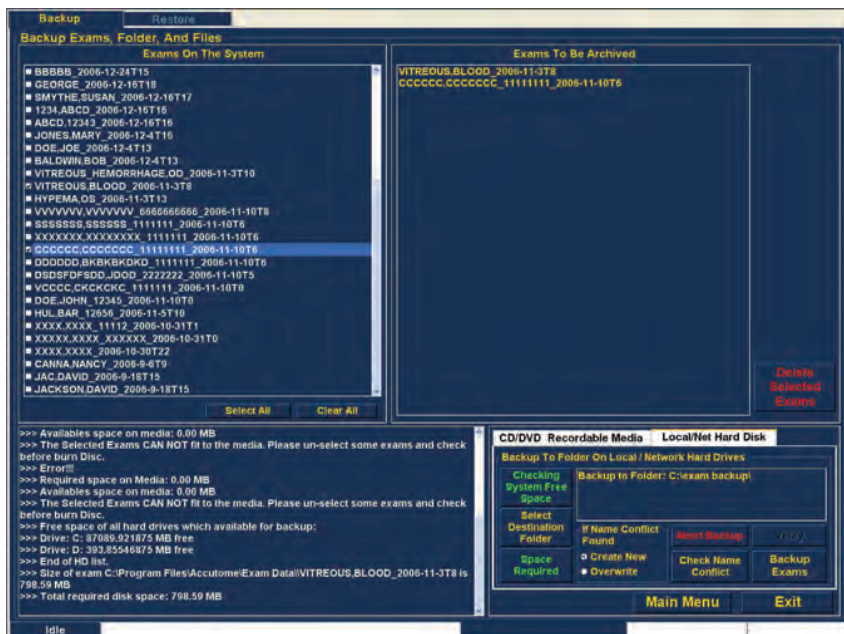 Backup
Restore
Backup Exams, Folder, And Files
Exams On The System
BBBBB_2006-12-24T15
GEORGE_2006-12-16T18
SMYTHE,SUSAN_2006-12-16T17
1234,ABCD_2006-12-16T16
ABCD,12343_2006-12-16T16
JONES,MARY_2006-12-4T16
DOE,JOE_2006-12-4T13
BALDWIN,BOB_2006-12-4T13
VITREOUS_HEMORRHAGE,OD_2006-11-3T10
VITREOUS,BLOOD_2006-11-3T8
HYPEMA,OS_2006-11-3T13
VVVVVVV,VVVVVVV_6666666666_2006-11-10T8
SSSSSSS,SSSSSS_1111111_2006-11-10T6
XXXXXXX,XXXXXXXX_1111111_2006-11-10T6
CCCCCC,CCCCCCC_11111111_2006-11-10T6
DDDDDD,BKBKBKDKD_1111111_2006-11-10T6
DSDSFDFSDD,JDOD_2222222_2006-11-10T5
VCCCC,CKCKCKC_1111111_2006-11-10T0
DOE,JOHN_12345_2006-11-10T0
HUL,BAR_12656_2006-11-5T10
XXXX,XXXX_11112_2006-10-31T1
XXXXX,XXXX_XXXXXX_2006-10-31T0
XXXX,XXXX_2006-10-30T22
CANNA,NANCY_2006-9-6T9
JAC,DAVID_2006-9-18T15
JACKSON,DAVID_2006-9-18T15
Select All
Clear All
Exams To Be Archived
VITREOUS,BLOOD_2006-11-3T8
CCCCCC,CCCCCCC_11111111_2006-11-10T6
Delete Selected Exams
>>> Availables space on media: 0.00 MB
>>> The Selected Exams CAN NOT fit to the media. Please un-select some exams and check
before burn Disc.
>>> Error!!!
>>> Required space on Media: 0.00 MB
>>> Availables space on media: 0.00 MB
>>> The Selected Exams CAN NOT fit to the media. Please un-select some exams and check
before burn Disc.
>>> Free space of all hard drives which available for backup:
>>> Drive: C: 87089.921875 MB free
>>> Drive: D: 393.85546875 MB free
>>> End of HD list.
>>> Size of exam C:\Program Files\Accutome\Exam Data\\VITREOUS,BLOOD_2006-11-3T8 is
798.59 MB
>>> Total required disk space: 798.59 MB
CD/DVD Recordable Media
Local/Net Hard Disk
Backup To Folder On Local / Network Hard Drives
Checking System Free Space
Backup to Folder: C:\exam backup\
Select Destination Folder
If Name Conflict Found
Create New
Overwrite
Abort Backup
Space Required
Check Name Conflict
Backup Exams
Main Menu
Exit
Idle